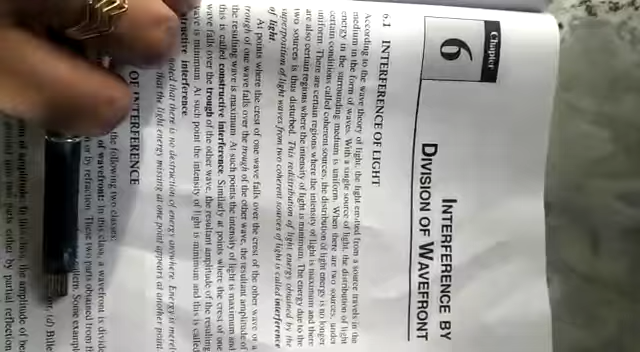 Chapter
6
INTERFERENCE BY
DIVISION OF WAVEFRONT
6.1 INTERFERENCE OF LIGHT
According to the wave theory of light, the light emitted from a source travels in the
medium in the form of waves. With a single source of light, the distribution of light
energy in the surrounding medium is uniform. When there are two sources, under
certain conditions called coherent sources, the distribution of light energy is no longer
uniform. There are certain regions where the intensity of light is maximum and there
are also certain regions where the intensity of light is minimum. The energy due to the
two sources is thus disturbed. This redistribution of light energy obtained by the
superposition of light waves from two coherent sources of light is called interference
of light
At points where the crest of one wave falls over the crest of the other wave or a
trough of one wave falls over the trough of the other wave, the resultant amplitude of
the resulting wave is maximum. At such points the intensity of light is maximum and
this is called constructive interference. Similarly at points where the crest of one
wave falls over the trough of the other wave, the resultant amplitude of the resulting
wave is minimum. At such point the intensity of light is minimum and this is called
interference.
noted that there is no destruction of energy anywhere. Energy is
that the light energy missing at one point appears at another point.
OF INTERFERENCE
the following two classes:
of wavefront: In this class, a wavefront is
or by refraction. These two parts obtained from
Some
of amplitude. In this class, the amplitude of
into two parts either by partial reflection